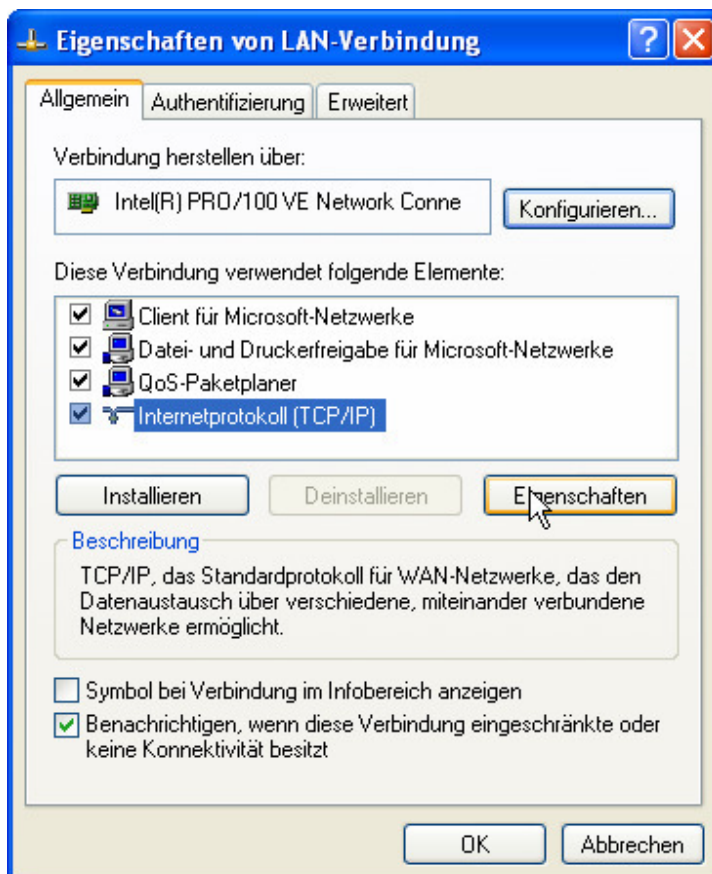 Eigenschaften von LAN-Verbindung
Allgemein Authentifizierung Erweitert
Verbindung herstellen über:
Intel(R) PRO/100 VE Network Conne
Konfigurieren...
Diese Verbindung verwendet folgende Elemente:
Client für Microsoft-Netzwerke
Datei- und Druckerfreigabe für Microsoft-Netzwerke
QoS-Paketplaner
Internetprotokoll (TCP/IP)
Installieren Deinstallieren Eigenschaften
Beschreibung
TCP/IP, das Standardprotokoll für WAN-Netzwerke, das den
Datenaustausch über verschiedene, miteinander verbundene
Netzwerke ermöglicht.
Symbol bei Verbindung im Infobereich anzeigen
Benachrichtigen, wenn diese Verbindung eingeschränkte oder
keine Konnektivität besitzt
OK Abbrechen